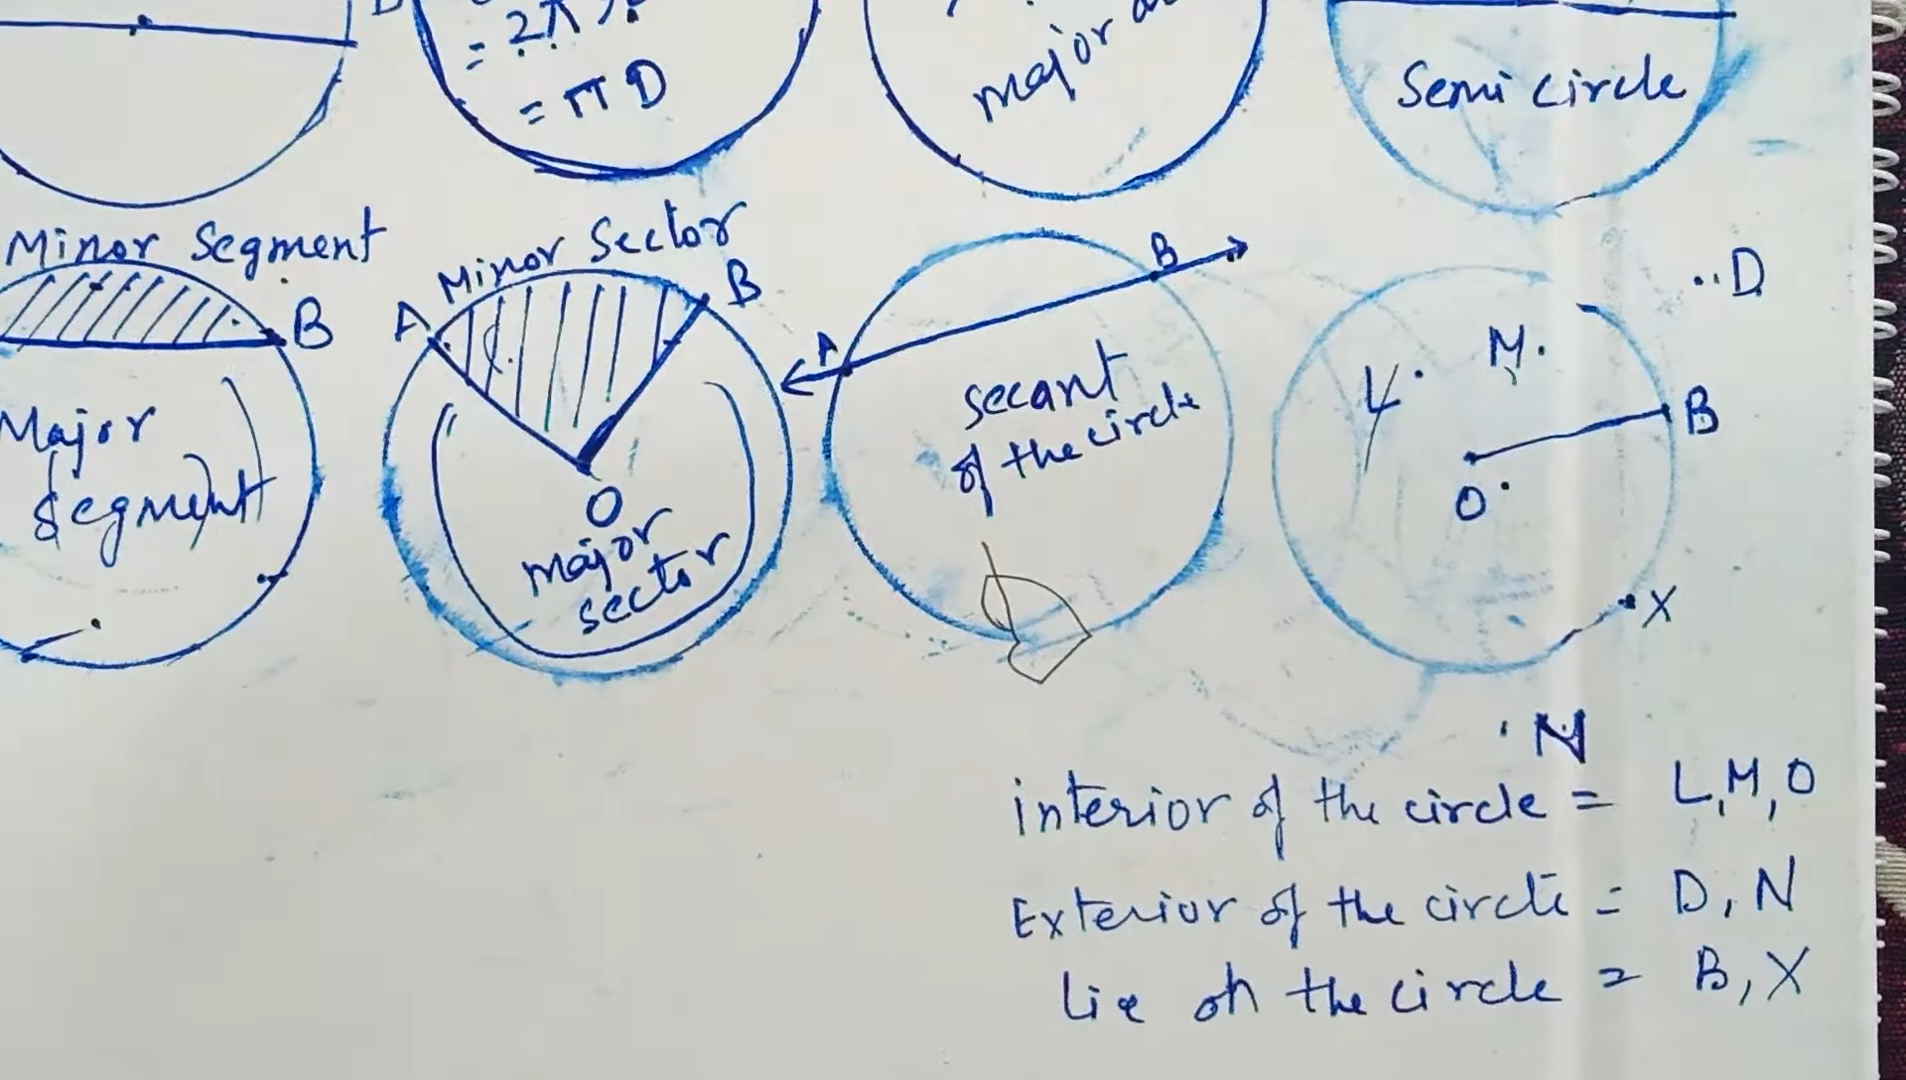 = 2π
= π D
major
Semi circle
Minor Segment
B
Major
Segment
Minor Sector
A
B
O
major
sector
A
B
secant
of the circle
D
M
L
B
O
X
N
interior of the circle = L, M, O
Exterior of the circle = D, N
lie on the circle = B, X